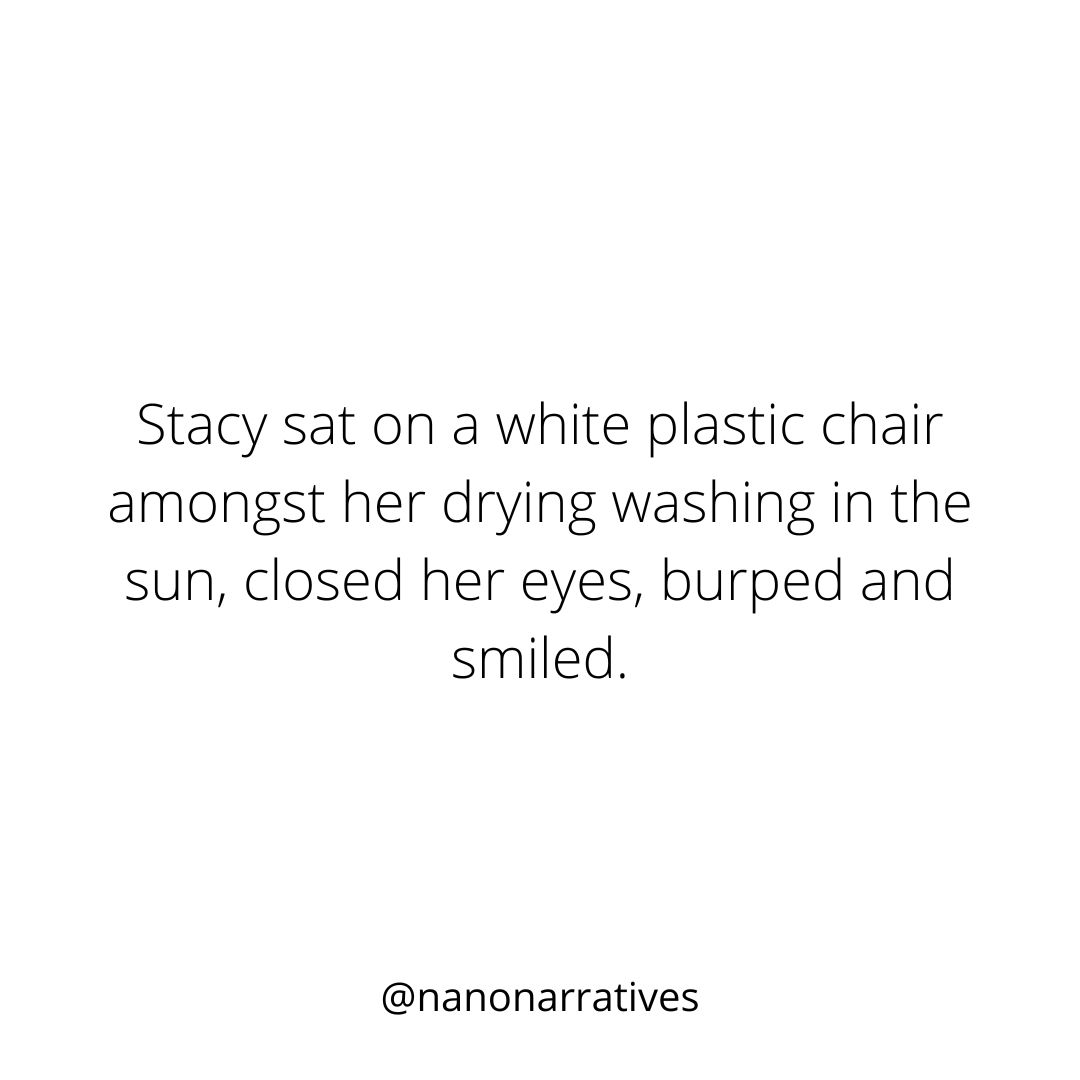 Stacy sat on a white plastic chair
amongst her drying washing in the
sun, closed her eyes, burped and
smiled.
@nanonarratives